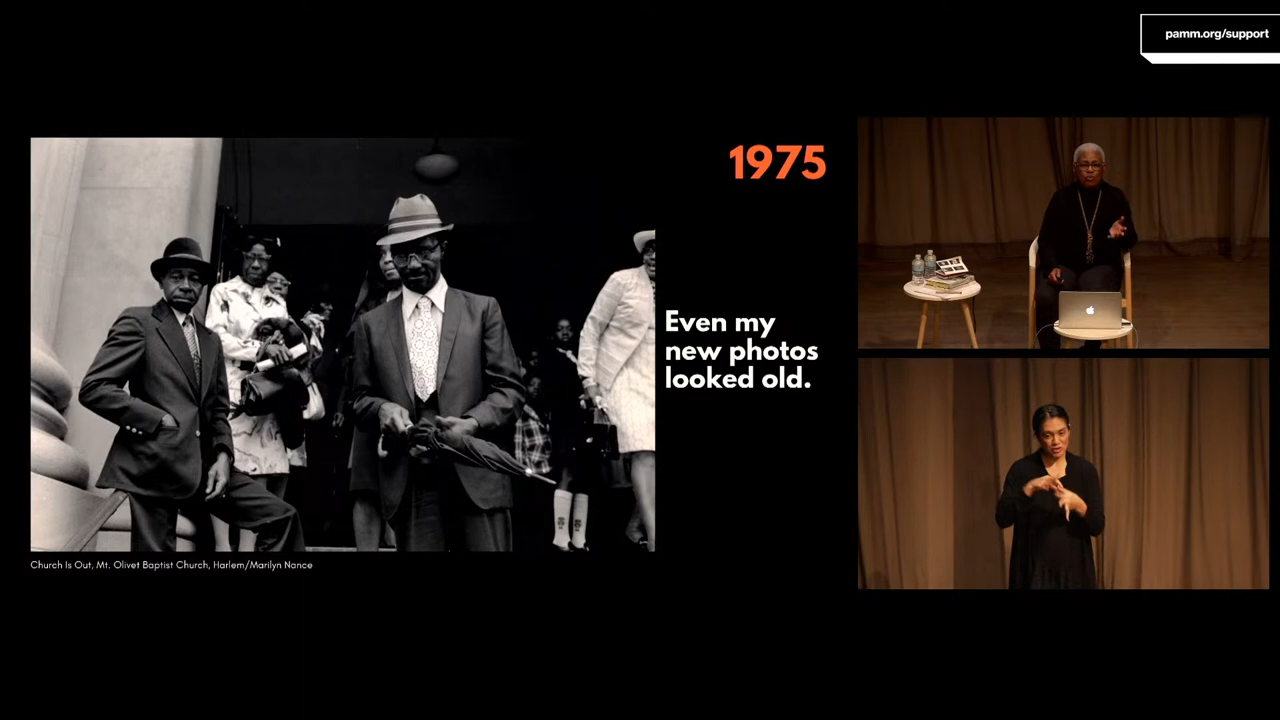 pamm.org/support
1975
Even my
new photos
looked old.
Church Is Out, Mt. Olivet Baptist Church, Harlem/Marilyn Nance